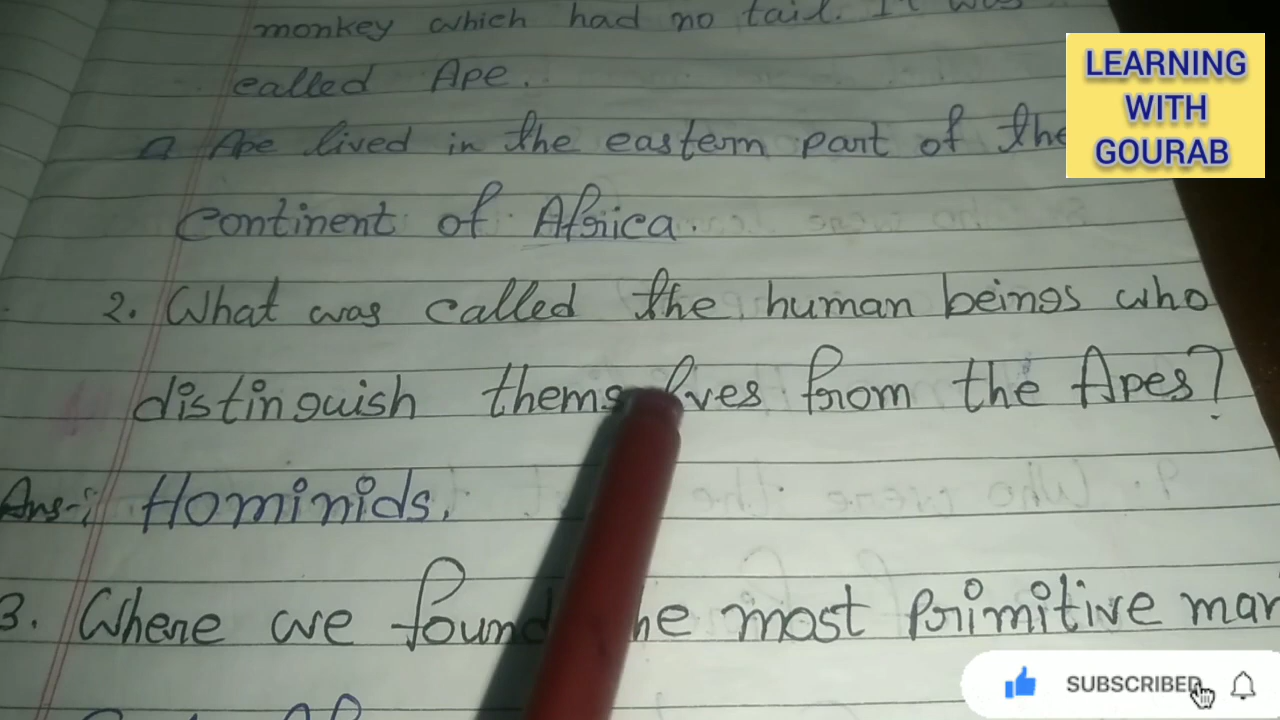 monkey which had no tail. It was
called Ape.
Ape lived in the eastern part of the
continent of Africa.
2. What was called the human beings who
distinguish themselves from the Apes?
Ans-: Hominids.
3. Where we found the most primitive man
LEARNING
WITH
GOURAB
SUBSCRIBED